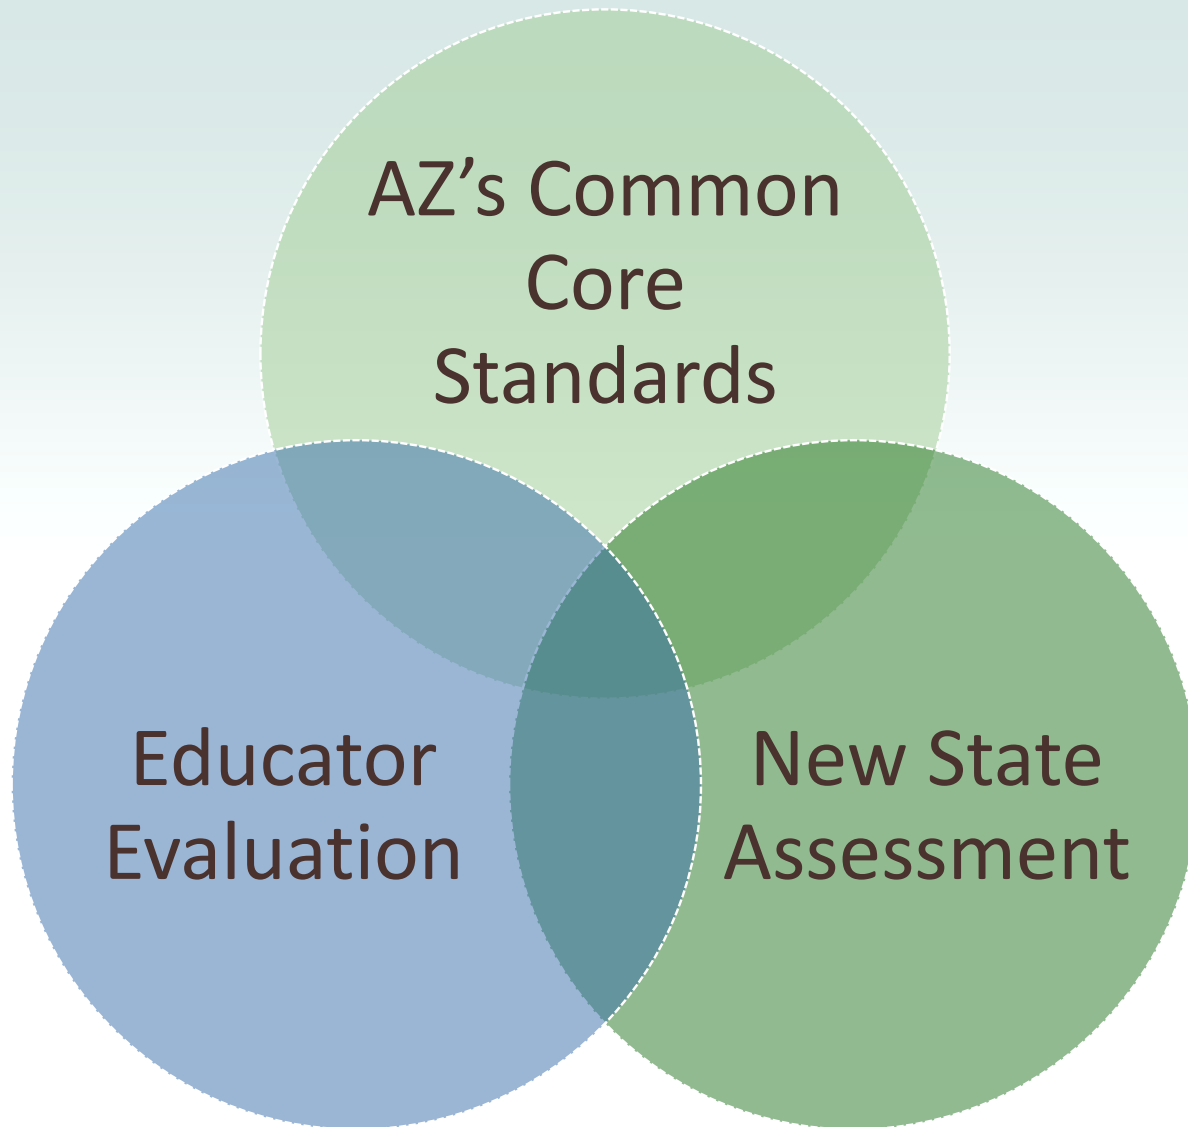 AZ’s Common
Core
Standards
Educator
Evaluation
New State
Assessment